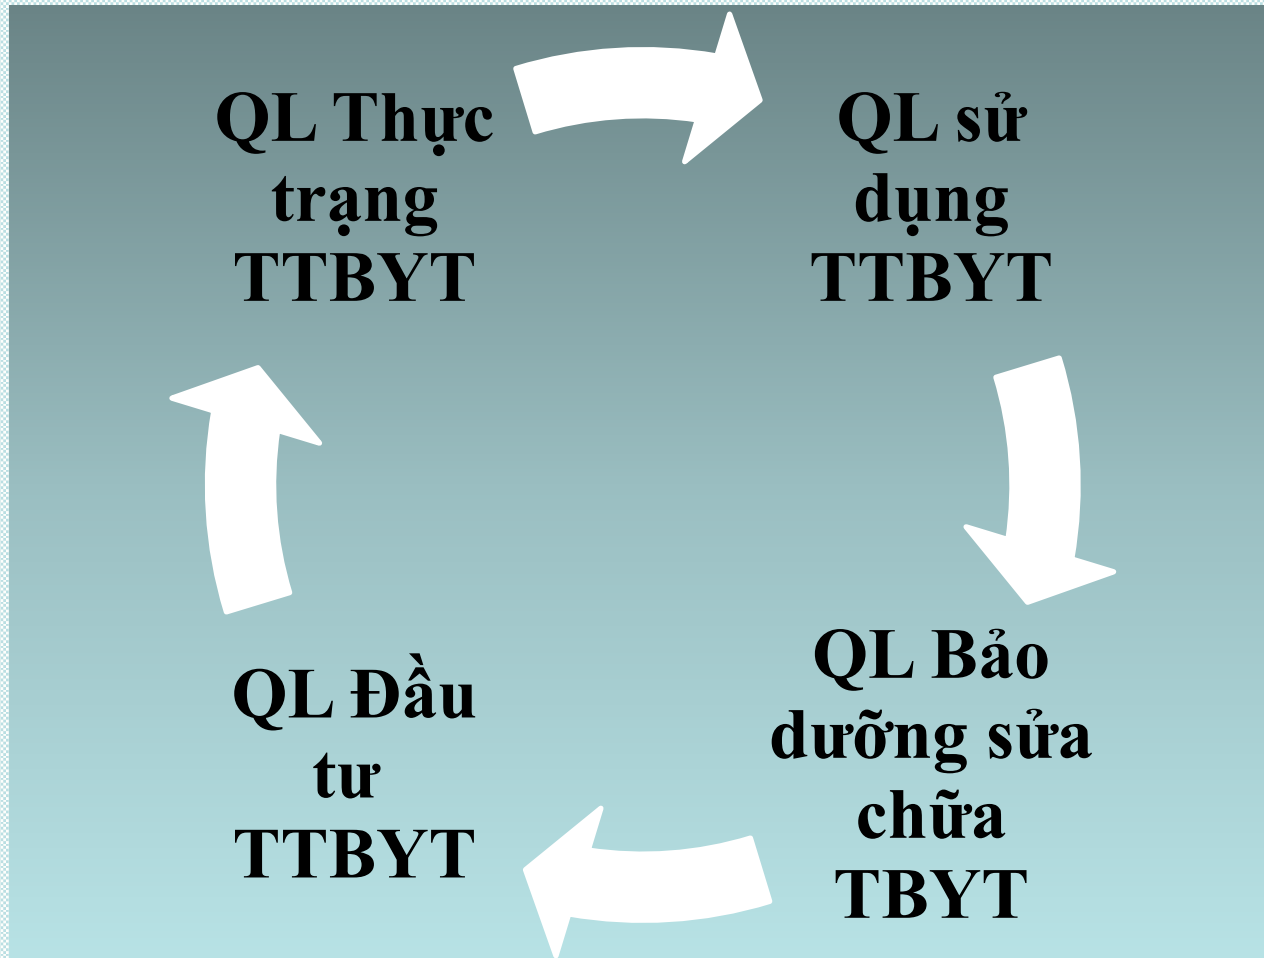 QL Thực
trạng
TTBYT
QL sử
dụng
TTBYT
QL Bảo
dưỡng sửa
chữa
TBYT
QL Đầu
tư
TTBYT